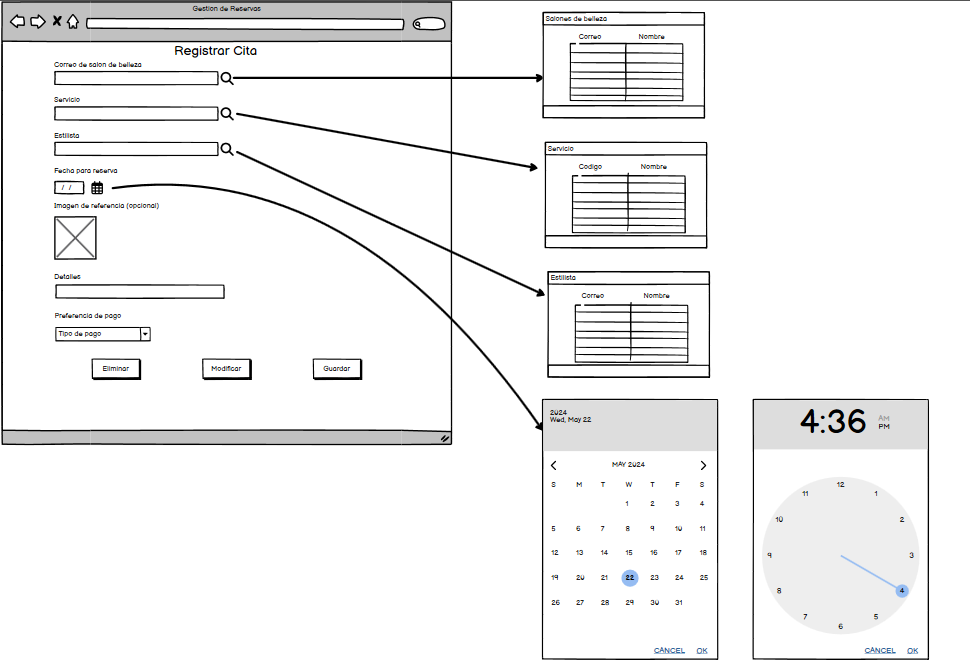 Gestion de Reservas
Registrar Cita
Correo de salon de belleza
Servicio
Estilista
Fecha para reserva
/ /
Imagen de referencia (opcional)
Detalles
Preferencia de pago
Tipo de pago
Eliminar Modificar Guardar
Salones de belleza
Correo Nombre
Servicio
Codigo Nombre
Estilista
Correo Nombre
2024
Wed, May 22
MAY 2024
S M T W T F S
1 2 3 4
5 6 7 8 9 10 11
12 13 14 15 16 17 18
19 20 21 22 23 24 25
26 27 28 29 30 31
CANCEL OK
4:36 AM
PM
12
11 1
10 2
9 3
8 4
7 5
6
CANCEL OK